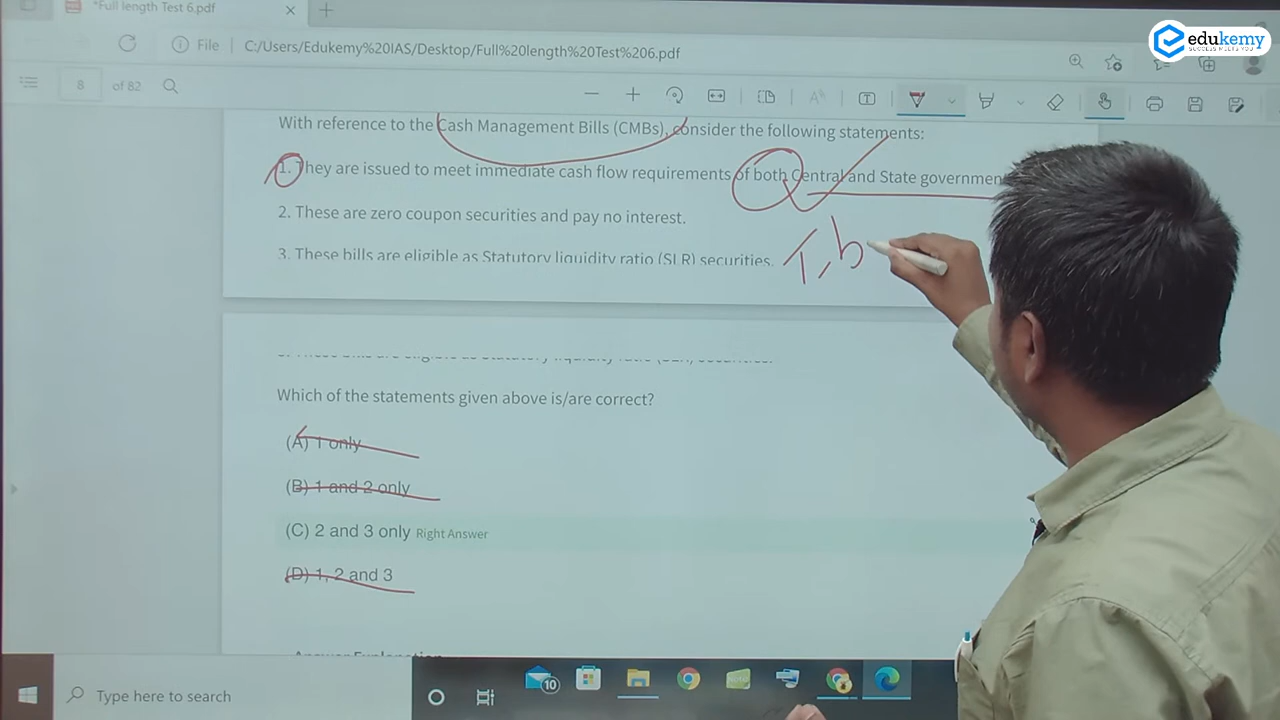 *Full length Test 6.pdf
edukemy
SUCCESS MEETS YOU
File C:/Users/Edukemy%20IAS/Desktop/Full%20length%20Test%206.pdf
8 of 82
With reference to the Cash Management Bills (CMBs), consider the following statements:
1. They are issued to meet immediate cash flow requirements of both Central and State governmen
2. These are zero coupon securities and pay no interest.
3. These bills are eligible as Statutory liquidity ratio (SLR) securities.
T, b
Which of the statements given above is/are correct?
(A) 1 only
(B) 1 and 2 only
(C) 2 and 3 only Right Answer
(D) 1, 2 and 3
Type here to search
10